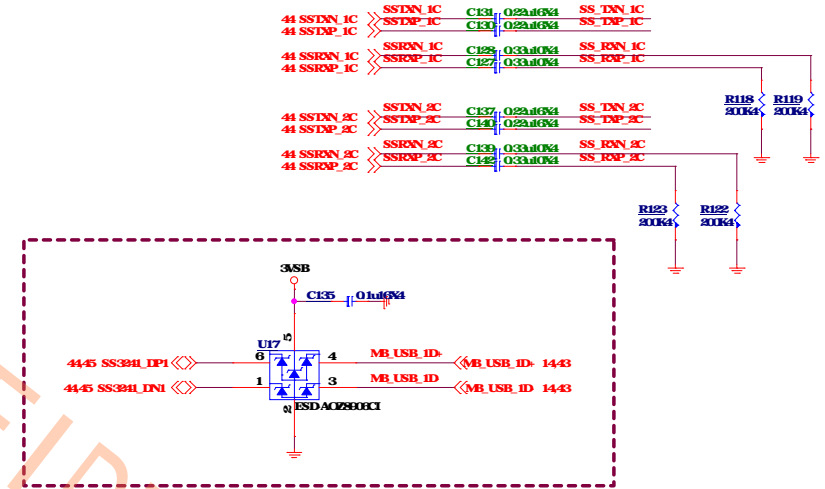 44 SSTXN_1C SSTXN_1C C131 0.22u16X4 SS_TXN_1C
44 SSTXP_1C SSTXP_1C C130 0.22u16X4 SS_TXP_1C
44 SSRXN_1C SSRXN_1C C128 0.33u10X4 SS_RXN_1C
44 SSRXP_1C SSRXP_1C C127 0.33u10X4 SS_RXP_1C
R118 R119
200K4 200K4
44 SSTXN_2C SSTXN_2C C137 0.22u16X4 SS_TXN_2C
44 SSTXP_2C SSTXP_2C C140 0.22u16X4 SS_TXP_2C
44 SSRXN_2C SSRXN_2C C139 0.33u10X4 SS_RXN_2C
44 SSRXP_2C SSRXP_2C C142 0.33u10X4 SS_RXP_2C
R123 R122
200K4 200K4
3VSB
C135 0.1u16X4
U17 5
44,45 SS3241_DP1 6 4 MB_USB_1D+ MB_USB_1D+ 14,43
44,45 SS3241_DN1 1 3 MB_USB_1D- MB_USB_1D- 14,43
2 ESD-AOZ8906CI